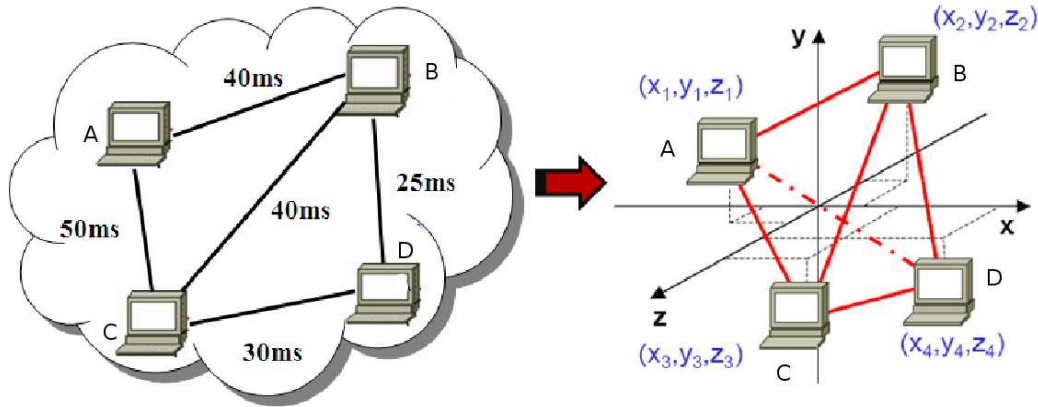 40ms
B
A
50ms
40ms
25ms
D
C
30ms
y
(x1,y1,z1)
(x2,y2,z2)
B
A
x
D
z
(x3,y3,z3)
C
(x4,y4,z4)